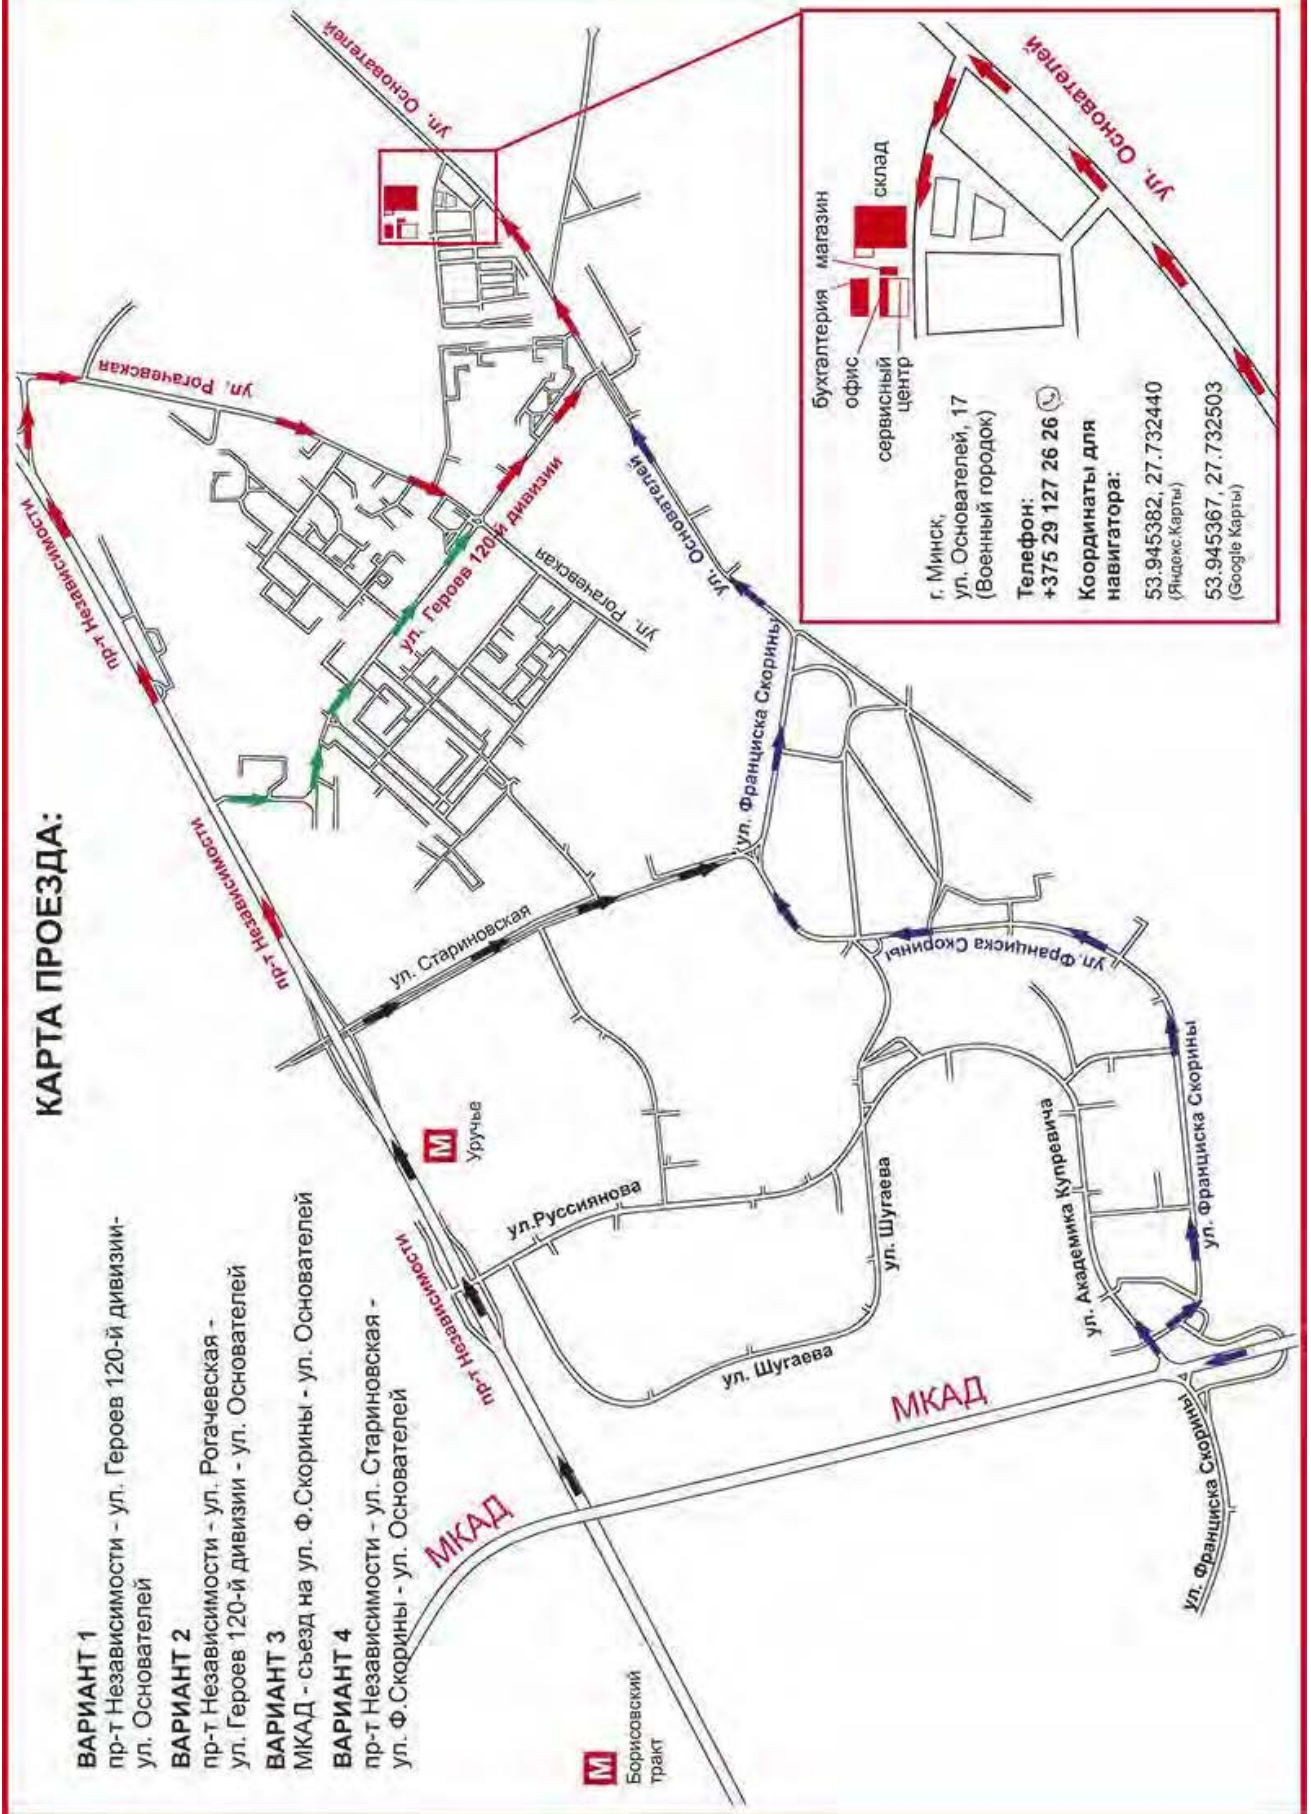 КАРТА ПРОЕЗДА:
ВАРИАНТ 1
пр-т Независимости - ул. Героев 120-й дивизии-
ул. Основателей
ВАРИАНТ 2
пр-т Независимости - ул. Рогачевская -
ул. Героев 120-й дивизии - ул. Основателей
ВАРИАНТ 3
МКАД - съезд на ул. Ф.Скорины - ул. Основателей
ВАРИАНТ 4
пр-т Независимости - ул. Стариновская -
ул. Ф.Скорины - ул. Основателей
М
Борисовский
тракт
МКАД
МКАД
пр-т Независимости
пр-т Независимости
М
Уручье
пр-т Независимости
пр-т Независимости
пр-т Независимости
ул. Рогачевская
ул. Основателей
ул. Героев 120-й дивизии
ул. Рогачевская
ул. Стариновская
ул.Руссиянова
ул. Шугаева
ул. Шугаева
ул. Академика Купревича
ул. Франциска Скорины
ул. Франциска Скорины
ул. Франциска Скорины
ул. Франциска Скорины
ул. Основателей
ул. Основателей
бухгалтерия
магазин
офис
склад
сервисный
центр
ул. Основателей
г. Минск,
ул. Основателей, 17
(Военный городок)
Телефон:
+375 29 127 26 26
Координаты для
навигатора:
53.945382, 27.732440
(Яндекс.Карты)
53.945367, 27.732503
(Google Карты)